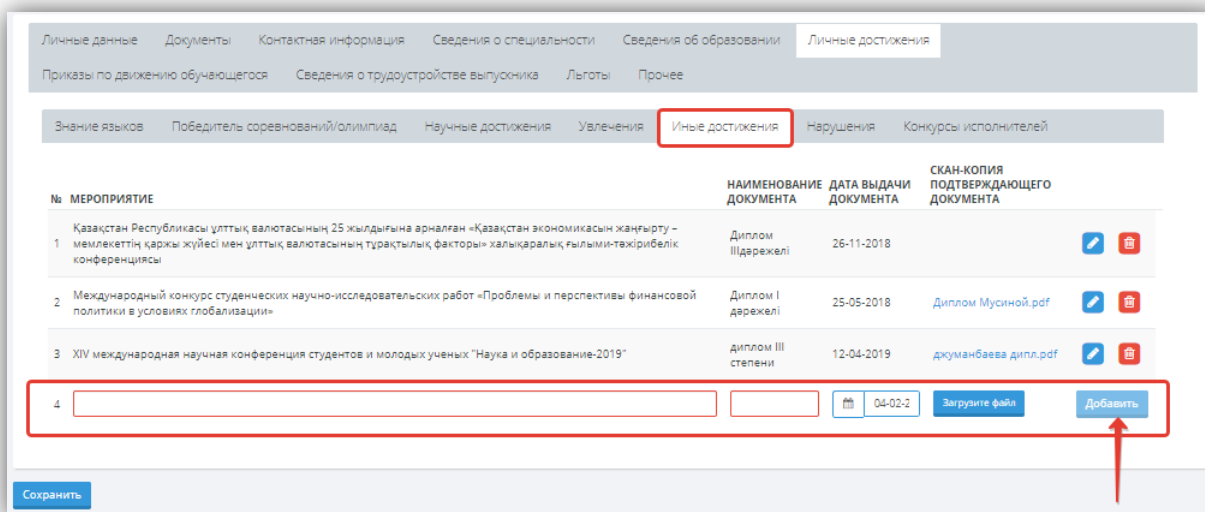 Личные данные Документы Контактная информация Сведения о специальности Сведения об образовании Личные достижения
Приказы по движению обучающегося Сведения о трудоустройстве выпускника Льготы Прочее
Знание языков Победитель соревнований/олимпиад Научные достижения Увлечения Иные достижения Нарушения Конкурсы исполнителей
№ МЕРОПРИЯТИЕ
НАИМЕНОВАНИЕ
ДОКУМЕНТА
ДАТА ВЫДАЧИ
ДОКУМЕНТА
СКАН-КОПИЯ
ПОДТВЕРЖДАЮЩЕГО
ДОКУМЕНТА
1
Қазақстан Республикасы ұлттық валютасының 25 жылдығына арналған «Қазақстан экономикасын жаңғырту –
мемлекеттің қаржы жүйесі мен ұлттық валютасының тұрақтылық факторы» халықаралық ғылыми-тәжірибелік
конференциясы
Диплом
IIIдәрежелі
26-11-2018
2
Международный конкурс студенческих научно-исследовательских работ «Проблемы и перспективы финансовой
политики в условиях глобализации»
Диплом I
дәрежелі
25-05-2018
Диплом Мусиной.pdf
3 XIV международная научная конференция студентов и молодых ученых "Наука и образование-2019"
диплом III
степени
12-04-2019
джуманбаева дипл.pdf
4
04-02-2
Загрузите файл
Добавить
Сохранить